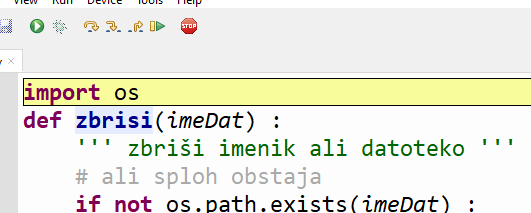 View Run Device Tools Help
STOP
import os
def zbrisi(imeDat) :
    ''' zbriši imenik ali datoteko '''
    # ali sploh obstaja
    if not os.path.exists(imeDat) :